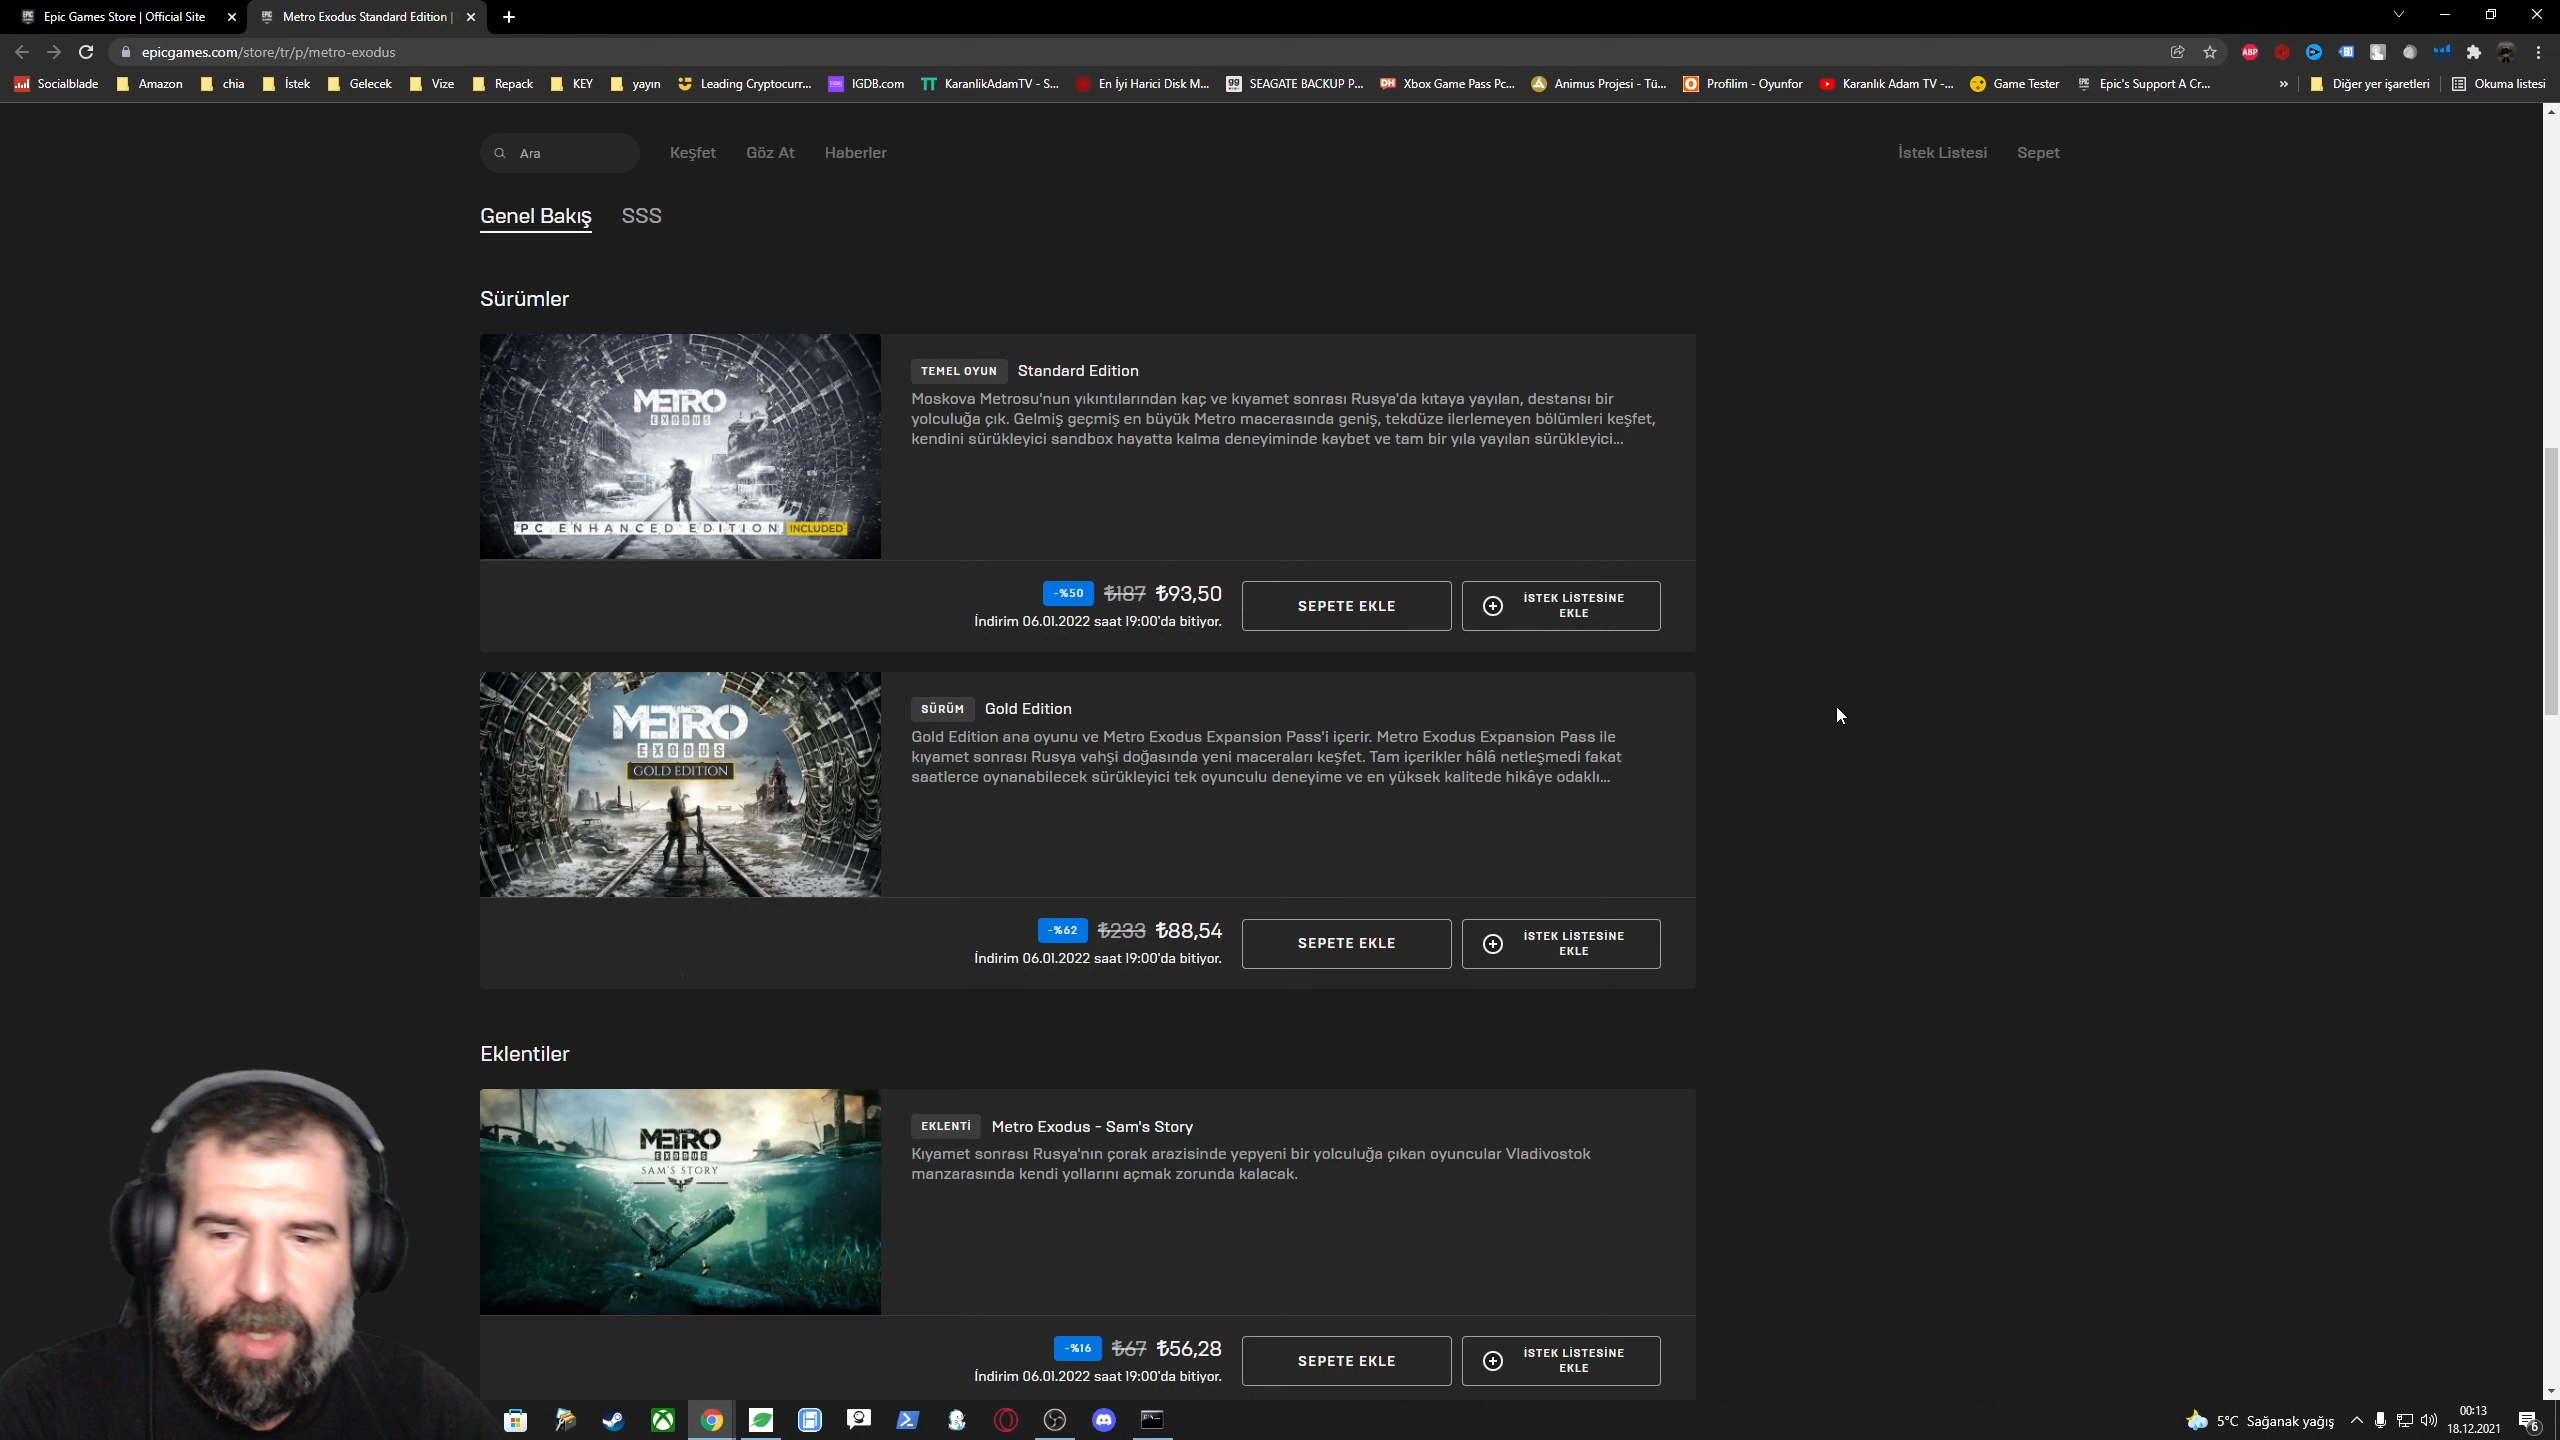 Epic Games Store | Official Site
Metro Exodus Standard Edition |
epicgames.com/store/tr/p/metro-exodus
ABP
Socialblade
Amazon
chia
İstek
Gelecek
Vize
Repack
KEY
yayın
Leading Cryptocurr...
IGDB.com
TT KaranlikAdamTV - S...
En İyi Harici Disk M...
gg SEAGATE BACKUP P...
DH Xbox Game Pass Pc...
Animus Projesi - Tü...
Profilim - Oyunfor
Karanlık Adam TV -...
Game Tester
Epic's Support A Cr...
»
Diğer yer işaretleri
Okuma listesi
Ara
Keşfet
Göz At
Haberler
İstek Listesi
Sepet
Genel Bakış
SSS
Sürümler
METRO
EXODUS
PC ENHANCED EDITION INCLUDED
TEMEL OYUN Standard Edition
Moskova Metrosu'nun yıkıntılarından kaç ve kıyamet sonrası Rusya'da kıtaya yayılan, destansı bir
yolculuğa çık. Gelmiş geçmiş en büyük Metro macerasında geniş, tekdüze ilerlemeyen bölümleri keşfet,
kendini sürükleyici sandbox hayatta kalma deneyiminde kaybet ve tam bir yıla yayılan sürükleyici...
-%50 ₺187 ₺93,50
İndirim 06.01.2022 saat 19:00'da bitiyor.
SEPETE EKLE
İSTEK LİSTESİNE
EKLE
METRO
EXODUS
GOLD EDITION
SÜRÜM Gold Edition
Gold Edition ana oyunu ve Metro Exodus Expansion Pass'i içerir. Metro Exodus Expansion Pass ile
kıyamet sonrası Rusya vahşi doğasında yeni maceraları keşfet. Tam içerikler hâlâ netleşmedi fakat
saatlerce oynanabilecek sürükleyici tek oyunculu deneyime ve en yüksek kalitede hikâye odaklı...
-%62 ₺233 ₺88,54
İndirim 06.01.2022 saat 19:00'da bitiyor.
SEPETE EKLE
İSTEK LİSTESİNE
EKLE
Eklentiler
METRO
EXODUS
SAM'S STORY
EKLENTİ Metro Exodus - Sam's Story
Kıyamet sonrası Rusya'nın çorak arazisinde yepyeni bir yolculuğa çıkan oyuncular Vladivostok
manzarasında kendi yollarını açmak zorunda kalacak.
-%16 ₺67 ₺56,28
İndirim 06.01.2022 saat 19:00'da bitiyor.
SEPETE EKLE
İSTEK LİSTESİNE
EKLE
5°C Sağanak yağış
00:13
18.12.2021
6